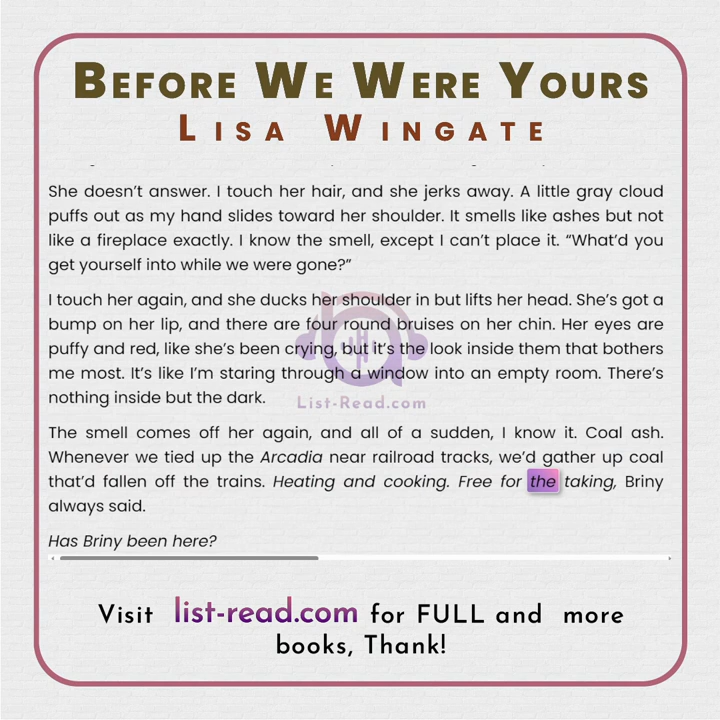 BEFORE WE WERE YOURS
LISA WINGATE
She doesn't answer. I touch her hair, and she jerks away. A little gray cloud
puffs out as my hand slides toward her shoulder. It smells like ashes but not
like a fireplace exactly. I know the smell, except I can't place it. “What'd you
get yourself into while we were gone?”
I touch her again, and she ducks her shoulder in but lifts her head. She's got a
bump on her lip, and there are four round bruises on her chin. Her eyes are
puffy and red, like she's been crying, but it's the look inside them that bothers
me most. It's like I'm staring through a window into an empty room. There's
nothing inside but the dark.
List-Read.com
The smell comes off her again, and all of a sudden, I know it. Coal ash.
Whenever we tied up the Arcadia near railroad tracks, we'd gather up coal
that'd fallen off the trains. Heating and cooking. Free for the taking, Briny
always said.
Has Briny been here?
Visit list-read.com for FULL and more
books, Thank!